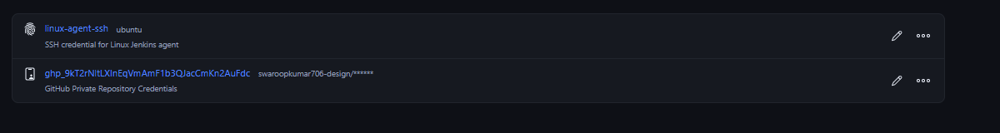 linux-agent-ssh ubuntu
SSH credential for Linux Jenkins agent
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 swaroopkumar706-design/******
GitHub Private Repository Credentials